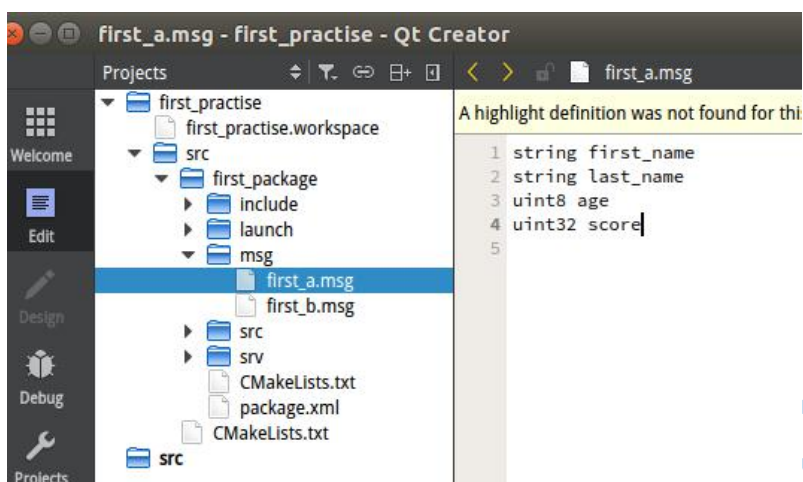 first_a.msg - first_practise - Qt Creator
Projects
first_a.msg
Welcome
Edit
Design
Debug
Projects
first_practise
first_practise.workspace
src
first_package
include
launch
msg
first_a.msg
first_b.msg
src
srv
CMakeLists.txt
package.xml
CMakeLists.txt
src
A highlight definition was not found for this
1 string first_name
2 string last_name
3 uint8 age
4 uint32 score
5